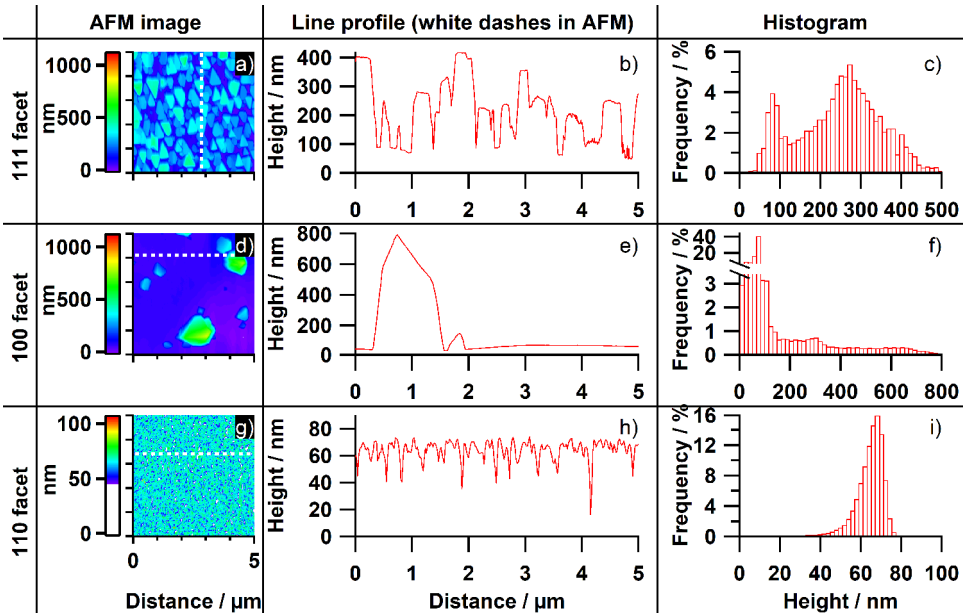 AFM image
Line profile (white dashes in AFM)
Histogram
111 facet
nm
1000
500
0
a)
Height / nm
400
300
200
100
0
0 1 2 3 4 5
b)
Frequency / %
6
4
2
0
0 100 200 300 400 500
c)
100 facet
nm
1000
500
0
d)
Height / nm
800
600
400
200
0
0 1 2 3 4 5
e)
Frequency / %
40
20
3
2
1
0
0 200 400 600 800
f)
110 facet
nm
100
50
0
g)
0 5
Distance / µm
Height / nm
80
60
40
20
0
0 1 2 3 4 5
h)
Distance / µm
Frequency / %
16
12
8
4
0
0 20 40 60 80 100
i)
Height / nm